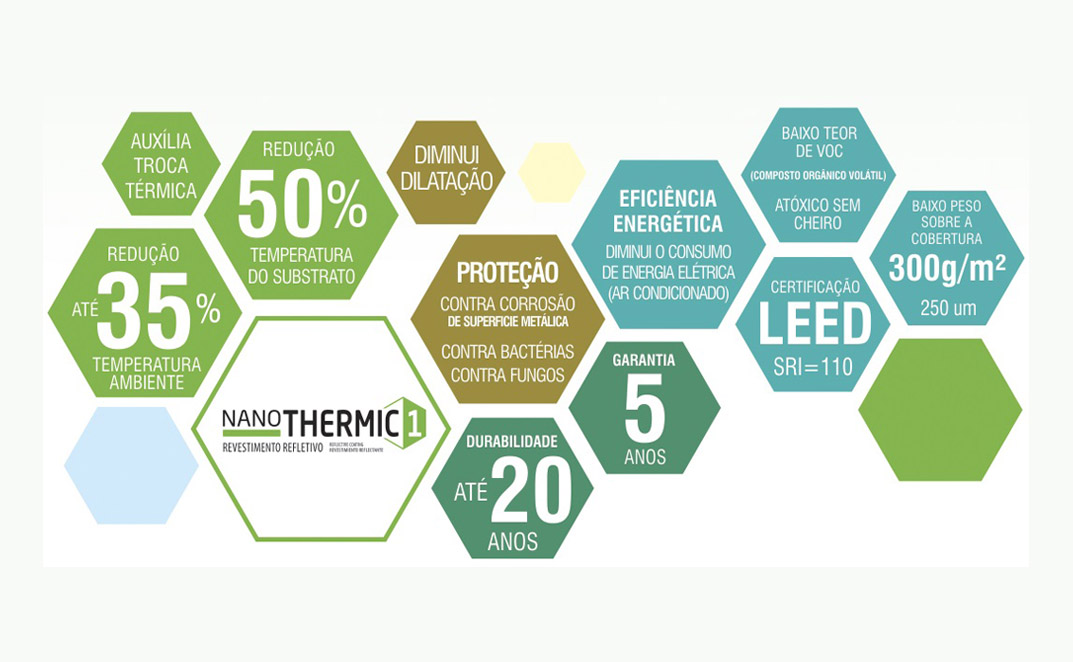 AUXÍLIA
TROCA
TÉRMICA
REDUÇÃO
50%
TEMPERATURA
DO SUBSTRATO
DIMINUI
DILATAÇÃO
REDUÇÃO
ATÉ 35%
TEMPERATURA
AMBIENTE
NANOTHERMIC 1
REVESTIMENTO REFLETIVO
REVESTIMIENTO REFLECTANTE
PROTEÇÃO
CONTRA CORROSÃO
DE SUPERFICIE METÁLICA
CONTRA BACTÉRIAS
CONTRA FUNGOS
EFICIÊNCIA
ENERGÉTICA
DIMINUI O CONSUMO
DE ENERGIA ELÉTRICA
(AR CONDICIONADO)
BAIXO TEOR
DE VOC
(COMPOSTO ORGÂNICO VOLÁTIL)
ATÓXICO SEM
CHEIRO
BAIXO PESO
SOBRE A
COBERTURA
300g/m²
250 um
CERTIFICAÇÃO
LEED
SRI=110
GARANTIA
5
ANOS
DURABILIDADE
ATÉ 20
ANOS